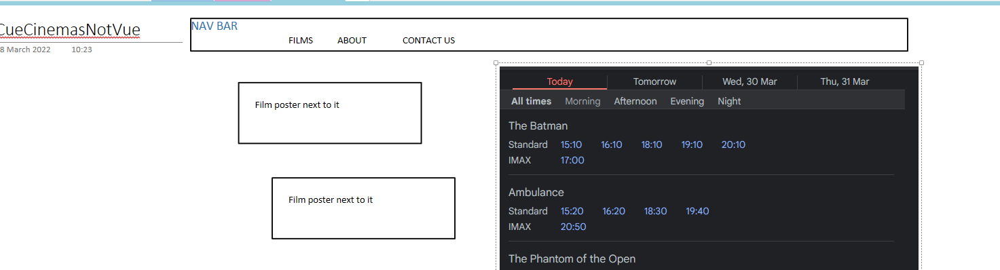 CueCinemasNotVue
8 March 2022 10:23
NAV BAR
FILMS ABOUT CONTACT US
Film poster next to it
Film poster next to it
Today Tomorrow Wed, 30 Mar Thu, 31 Mar
All times Morning Afternoon Evening Night
The Batman
Standard 15:10 16:10 18:10 19:10 20:10
IMAX 17:00
Ambulance
Standard 15:20 16:20 18:30 19:40
IMAX 20:50
The Phantom of the Open